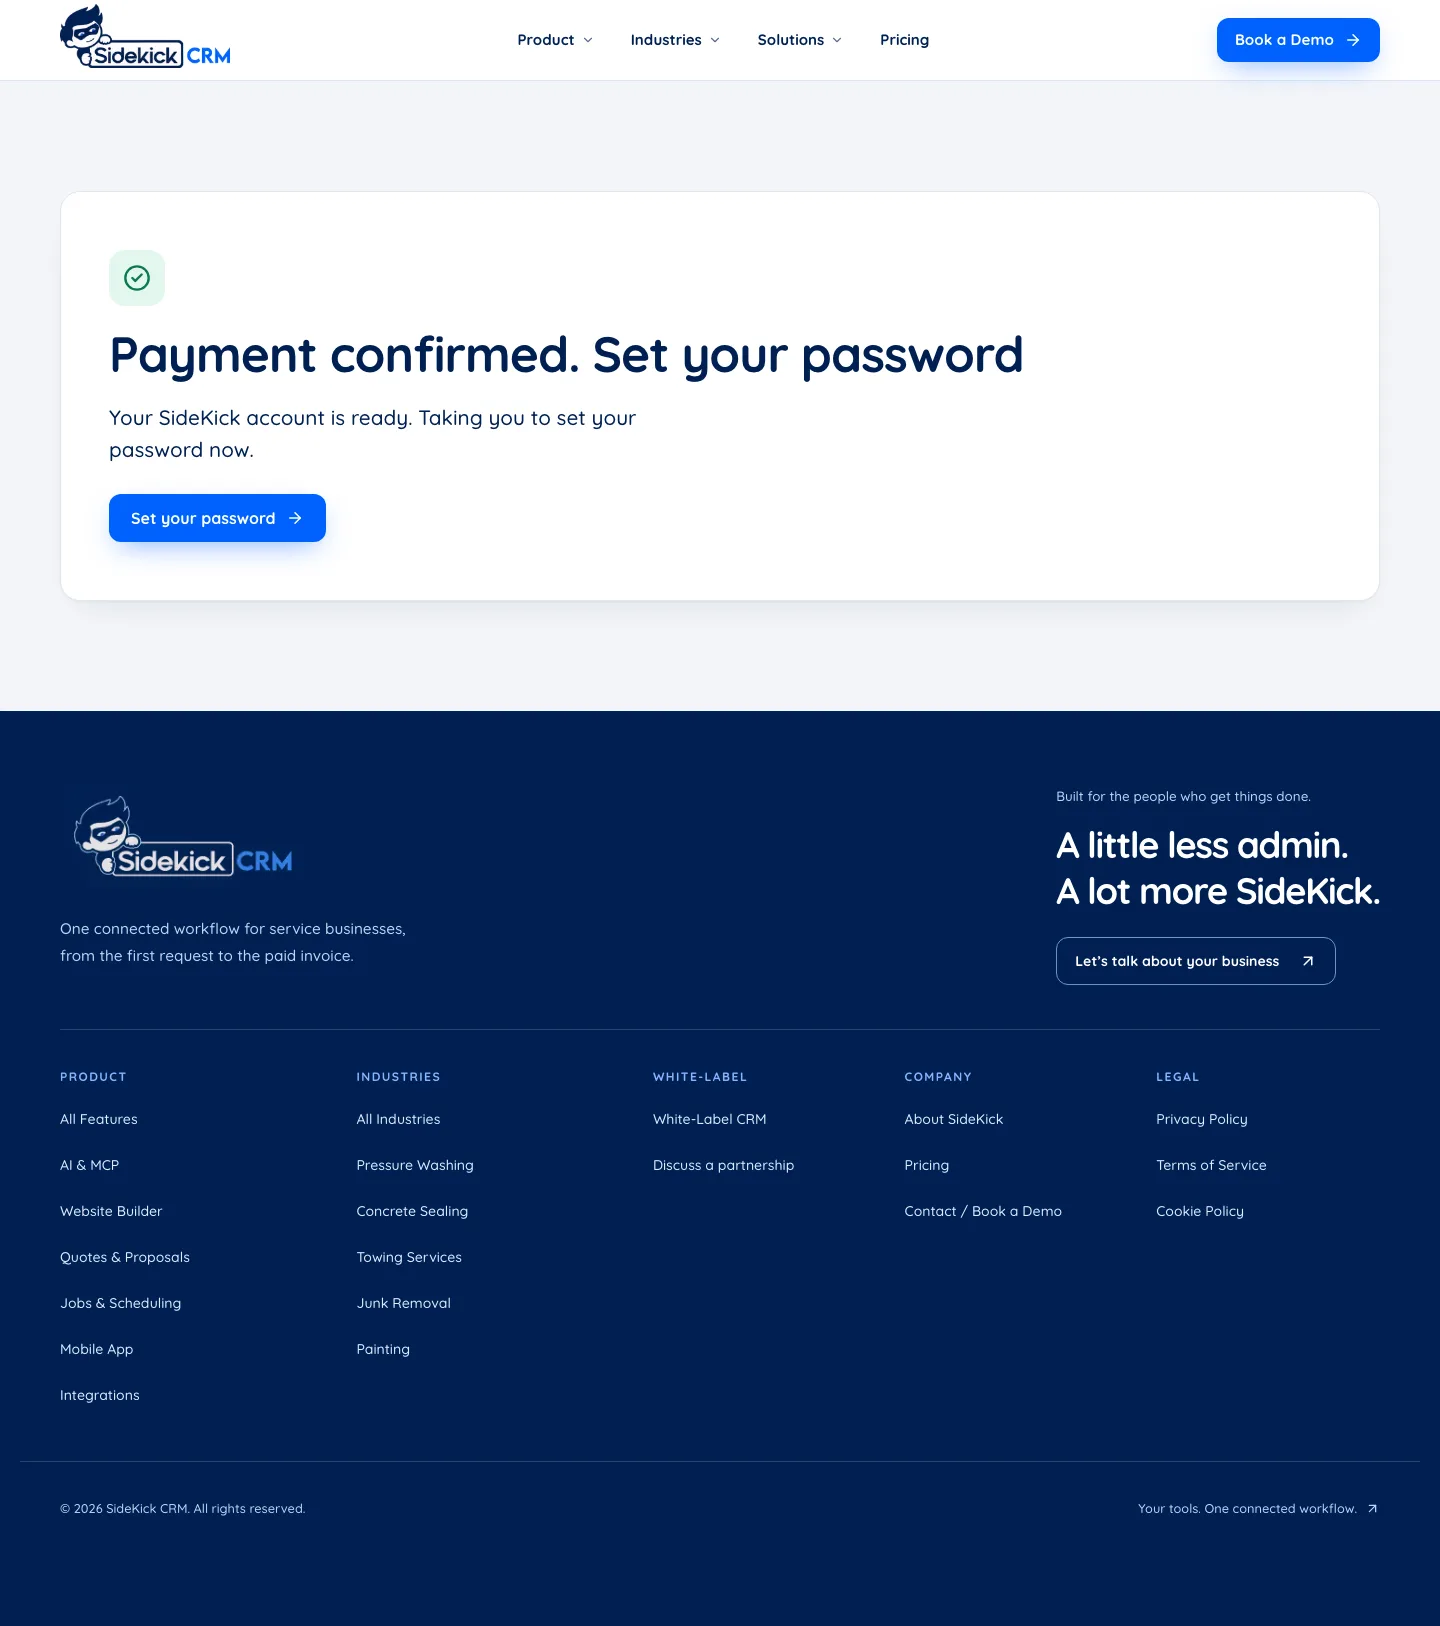 Sidekick CRM
Product
Industries
Solutions
Pricing
Book a Demo
Payment confirmed. Set your password
Your SideKick account is ready. Taking you to set your
password now.
Set your password
Sidekick CRM
One connected workflow for service businesses,
from the first request to the paid invoice.
Built for the people who get things done.
A little less admin.
A lot more SideKick.
Let’s talk about your business
PRODUCT
All Features
AI & MCP
Website Builder
Quotes & Proposals
Jobs & Scheduling
Mobile App
Integrations
INDUSTRIES
All Industries
Pressure Washing
Concrete Sealing
Towing Services
Junk Removal
Painting
WHITE-LABEL
White-Label CRM
Discuss a partnership
COMPANY
About SideKick
Pricing
Contact / Book a Demo
LEGAL
Privacy Policy
Terms of Service
Cookie Policy
© 2026 SideKick CRM. All rights reserved.
Your tools. One connected workflow.